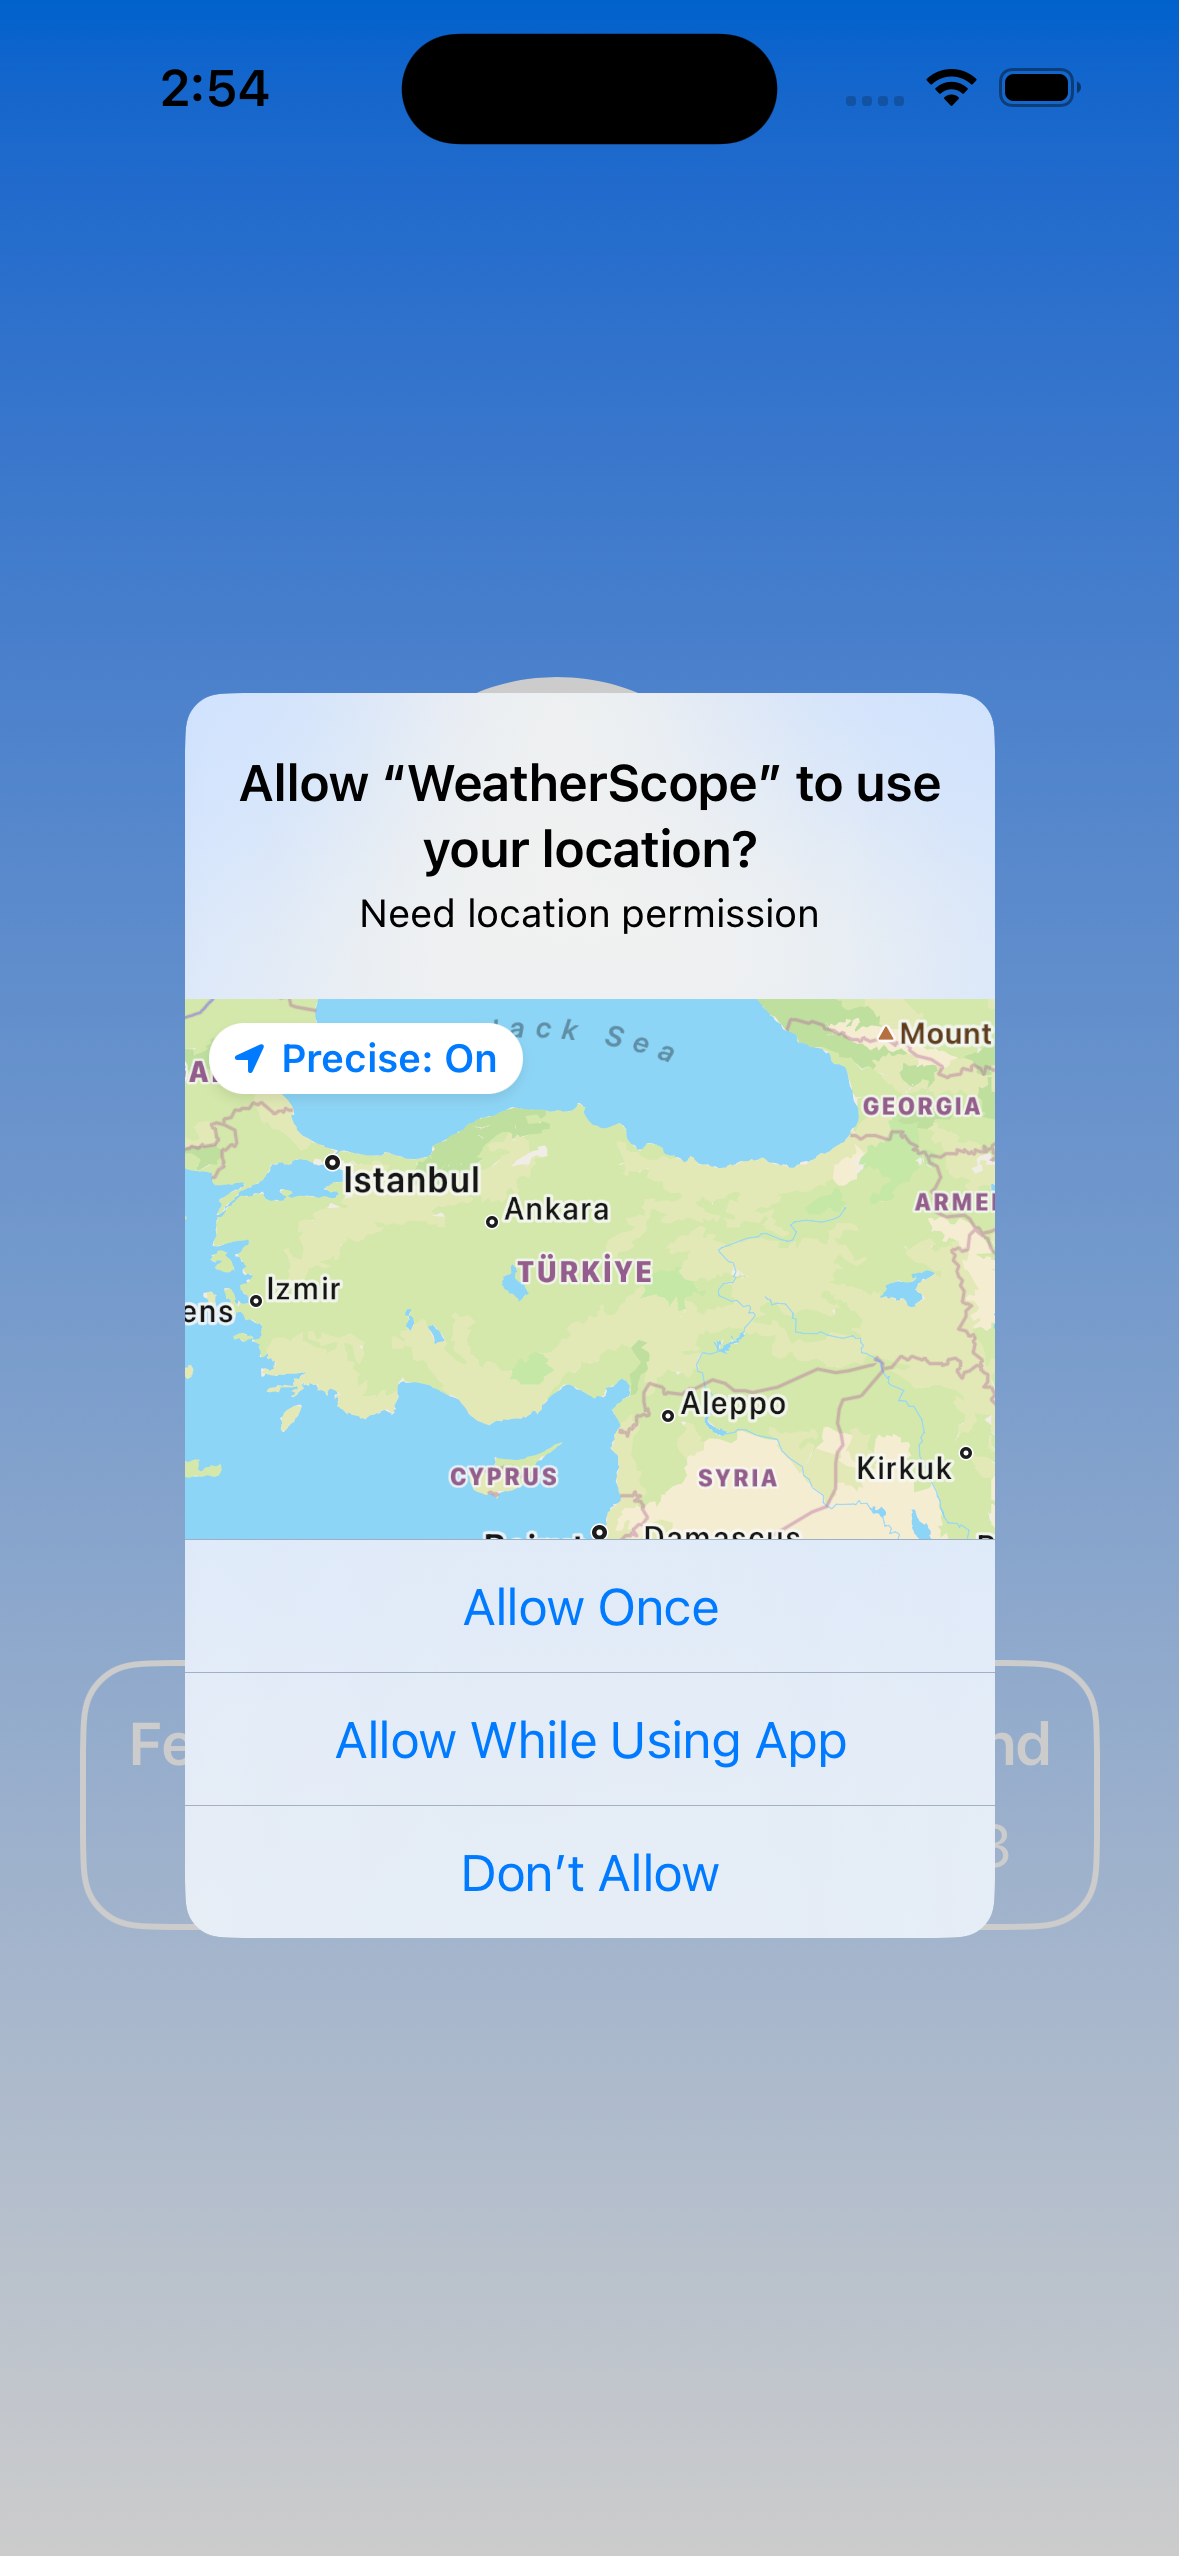 2:54
Allow “WeatherScope” to use
your location?
Need location permission
Precise: On
ack Sea
Mount
GEORGIA
Istanbul
ARME
Ankara
TÜRKİYE
Izmir
ens
Aleppo
Kirkuk
CYPRUS
SYRIA
Beirut
Damascus
Allow Once
Allow While Using App
Fe
nd
Don’t Allow